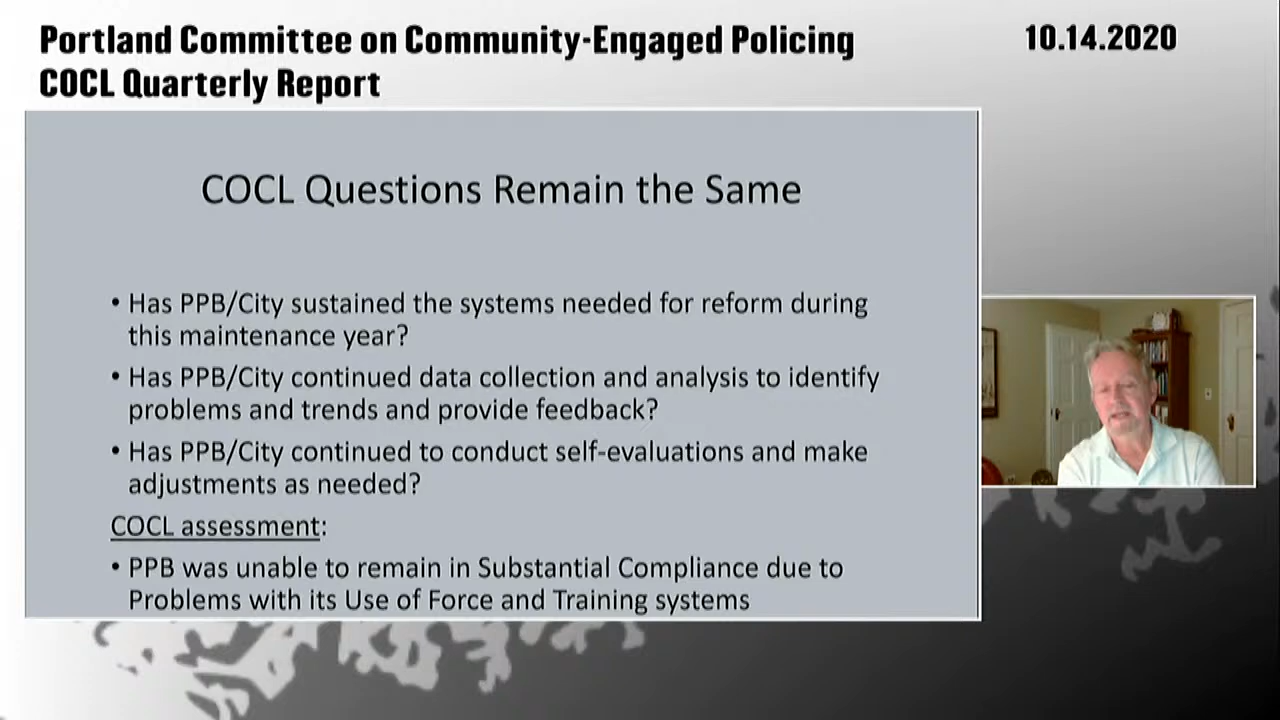 Portland Committee on Community-Engaged Policing
COCL Quarterly Report
10.14.2020
COCL Questions Remain the Same
• Has PPB/City sustained the systems needed for reform during
this maintenance year?
• Has PPB/City continued data collection and analysis to identify
problems and trends and provide feedback?
• Has PPB/City continued to conduct self-evaluations and make
adjustments as needed?
COCL assessment:
• PPB was unable to remain in Substantial Compliance due to
Problems with its Use of Force and Training systems